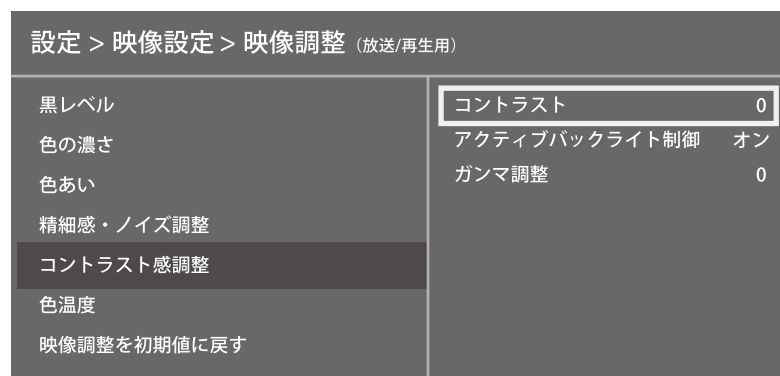 設定 > 映像設定 > 映像調整（放送/再生用）
黒レベル
色の濃さ
色あい
精細感・ノイズ調整
コントラスト感調整
色温度
映像調整を初期値に戻す
コントラスト 0
アクティブバックライト制御 オン
ガンマ調整 0